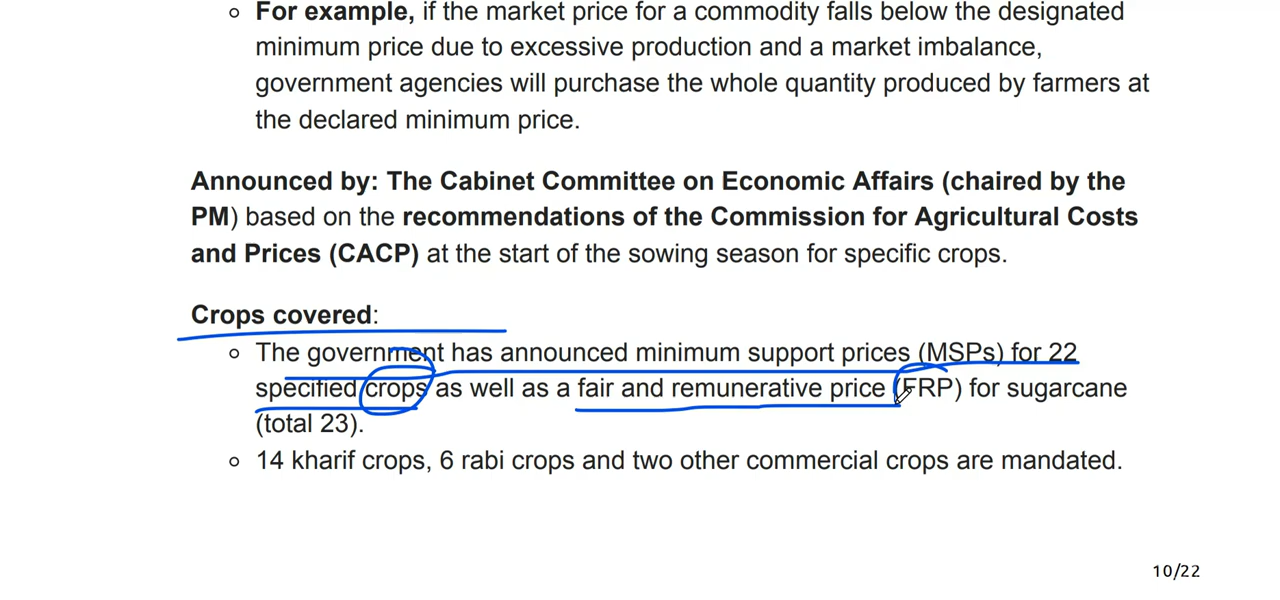 ○ For example, if the market price for a commodity falls below the designated
minimum price due to excessive production and a market imbalance,
government agencies will purchase the whole quantity produced by farmers at
the declared minimum price.
Announced by: The Cabinet Committee on Economic Affairs (chaired by the
PM) based on the recommendations of the Commission for Agricultural Costs
and Prices (CACP) at the start of the sowing season for specific crops.
Crops covered:
○ The government has announced minimum support prices (MSPs) for 22
specified crops as well as a fair and remunerative price (FRP) for sugarcane
(total 23).
○ 14 kharif crops, 6 rabi crops and two other commercial crops are mandated.
10/22